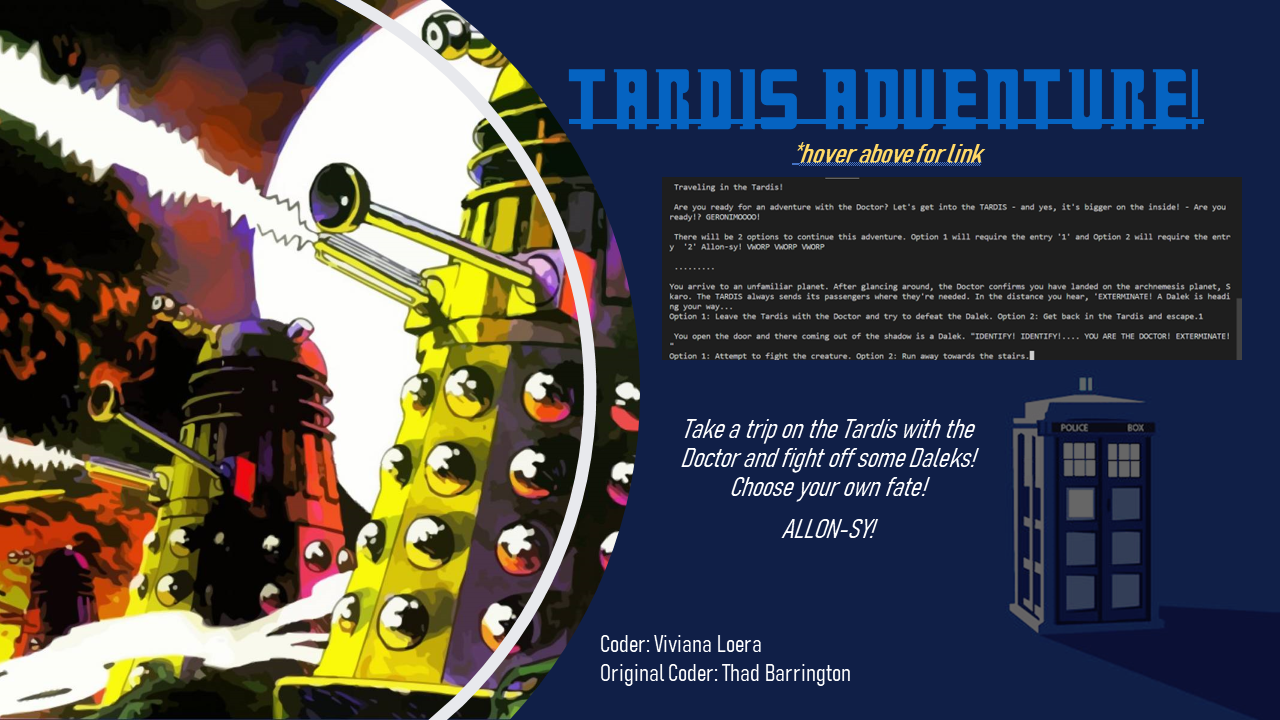 TARDIS ADVENTURE!
*hover above for link
Traveling in the Tardis!
Are you ready for an adventure with the Doctor? Let's get into the TARDIS - and yes, it's bigger on the inside! - Are you
ready!? GERONIMOOOO!
There will be 2 options to continue this adventure. Option 1 will require the entry '1' and Option 2 will require the entr
y  '2' Allon-sy! VWORP VWORP VWORP
.........
You arrive to an unfamiliar planet. After glancing around, the Doctor confirms you have landed on the archnemesis planet, S
karo. The TARDIS always sends its passengers where they're needed. In the distance you hear, 'EXTERMINATE! A Dalek is headi
ng your way...
Option 1: Leave the Tardis with the Doctor and try to defeat the Dalek. Option 2: Get back in the Tardis and escape.1
You open the door and there coming out of the shadow is a Dalek. "IDENTIFY! IDENTIFY!.... YOU ARE THE DOCTOR! EXTERMINATE!
"
Option 1: Attempt to fight the creature. Option 2: Run away towards the stairs.
Take a trip on the Tardis with the
Doctor and fight off some Daleks!
Choose your own fate!
ALLON-SY!
POLICE BOX
Coder: Viviana Loera
Original Coder: Thad Barrington